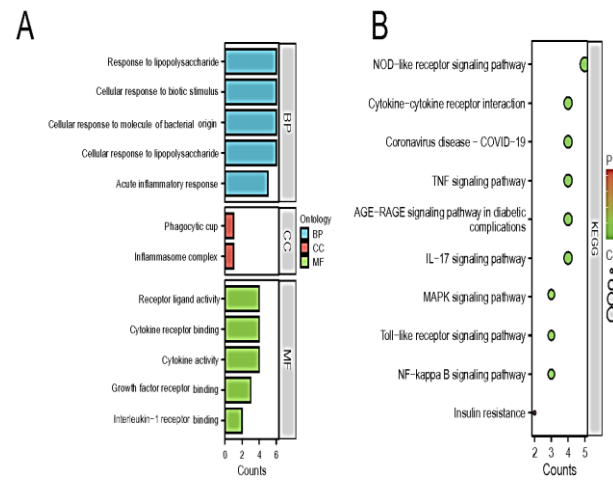 A
Response to lipopolysaccharide
Cellular response to biotic stimulus
Cellular response to molecule of bacterial origin
Cellular response to lipopolysaccharide
Acute inflammatory response
BP
Phagocytic cup
Inflammasome complex
CC
Receptor ligand activity
Cytokine receptor binding
Cytokine activity
Growth factor receptor binding
Interleukin-1 receptor binding
MF
0 2 4 6
Counts
Ontology
BP
CC
MF
B
NOD-like receptor signaling pathway
Cytokine-cytokine receptor interaction
Coronavirus disease - COVID-19
TNF signaling pathway
AGE-RAGE signaling pathway in diabetic
complications
IL-17 signaling pathway
MAPK signaling pathway
Toll-like receptor signaling pathway
NF-kappa B signaling pathway
Insulin resistance
KEGG
2 3 4 5
Counts
P
C